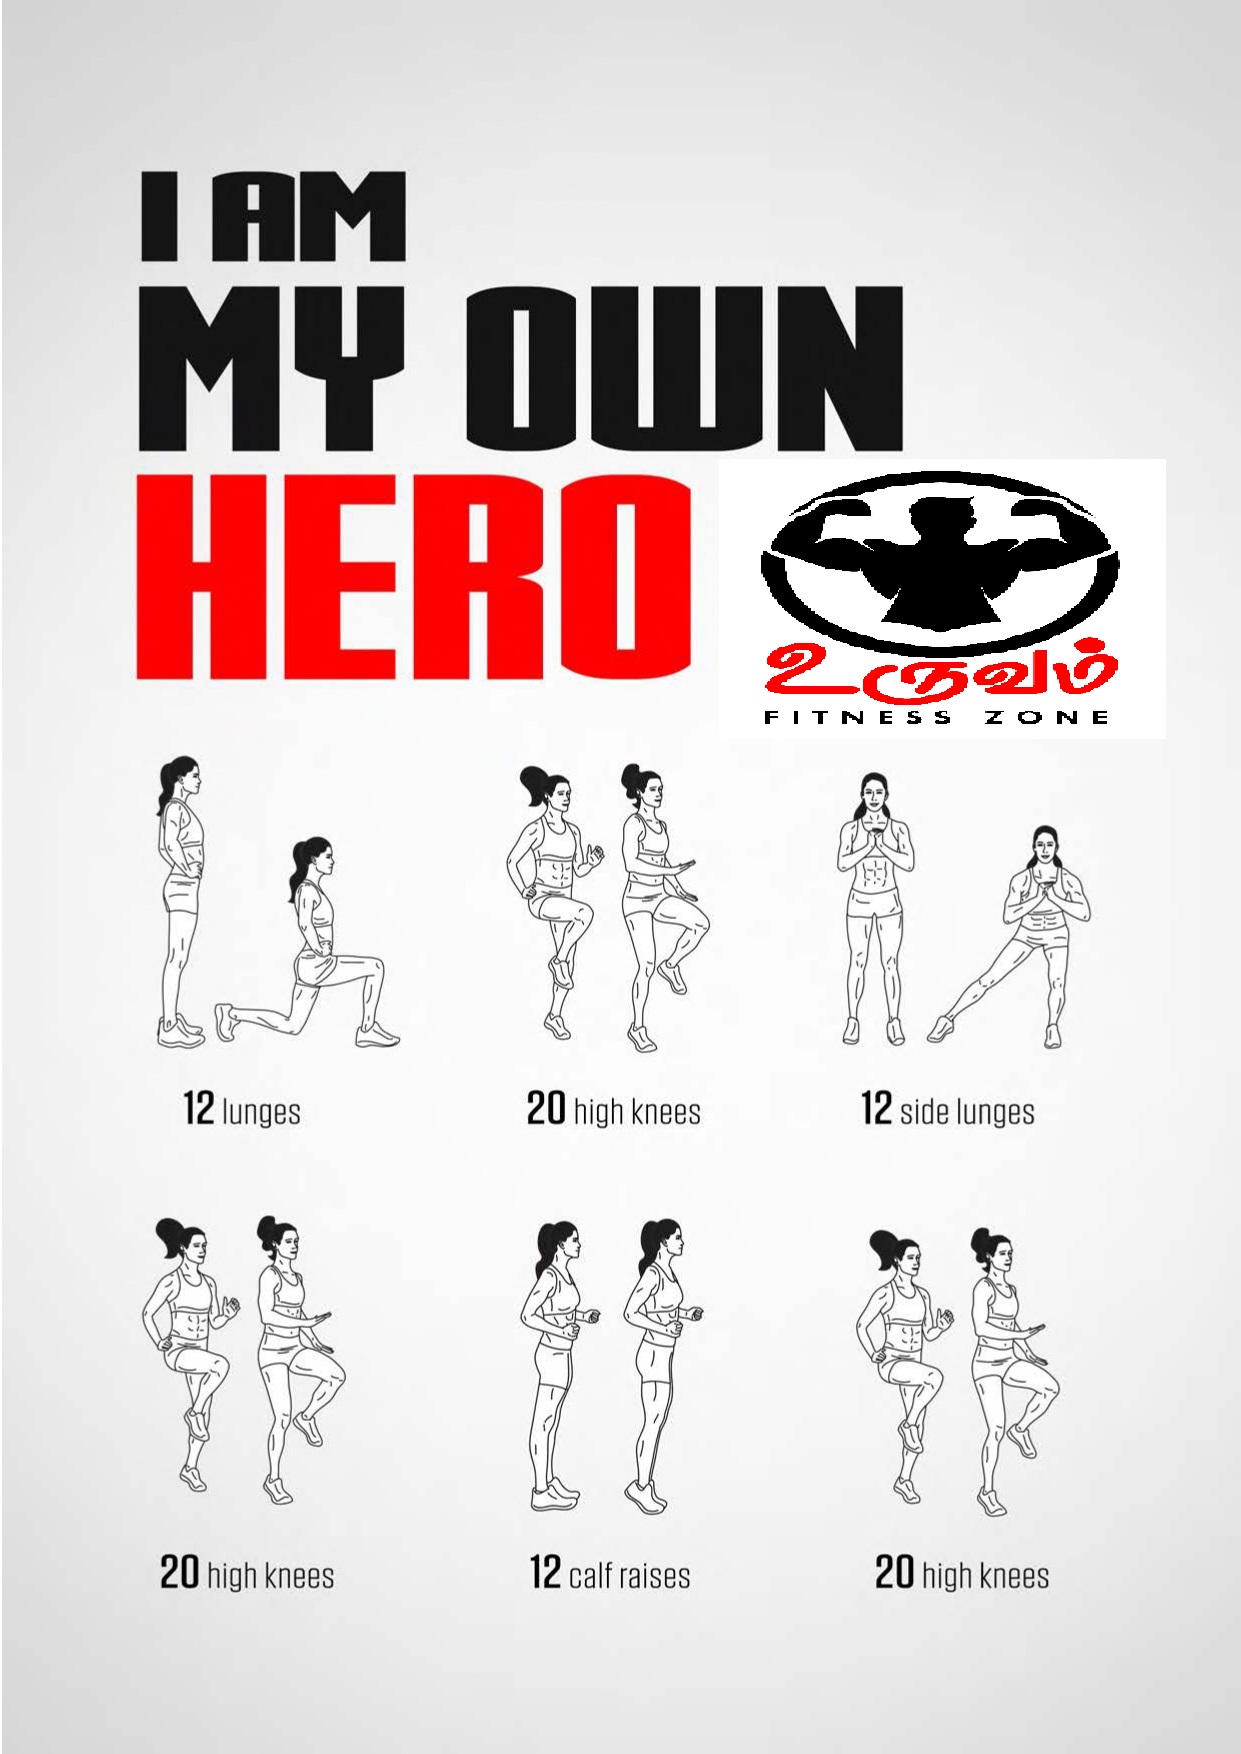 I AM
MY OWN
HERO
உருவம்
FITNESS ZONE
12 lunges
20 high knees
12 side lunges
20 high knees
12 calf raises
20 high knees